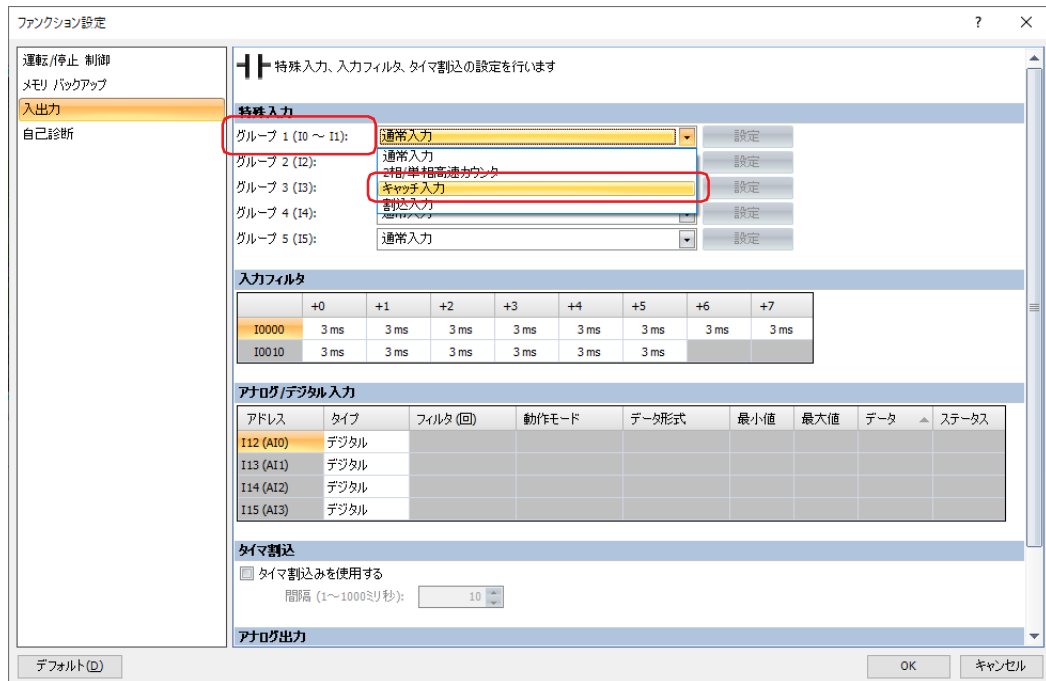 ファンクション設定
? ×
運転/停止 制御
メモリ バックアップ
入出力
自己診断
特殊入力、入力フィルタ、タイマ割込の設定を行います
特殊入力
グループ 1 (I0 ～ I1): 通常入力 設定
通常入力
グループ 2 (I2): 設定
2相/単相高速カウンタ
グループ 3 (I3): キャッチ入力 設定
割込入力
グループ 4 (I4): 通常入力 設定
グループ 5 (I5): 通常入力 設定
入力フィルタ
+0 +1 +2 +3 +4 +5 +6 +7
I0000 3 ms 3 ms 3 ms 3 ms 3 ms 3 ms 3 ms 3 ms
I0010 3 ms 3 ms 3 ms 3 ms 3 ms 3 ms
アナログ/デジタル入力
アドレス タイプ フィルタ(回) 動作モード データ形式 最小値 最大値 データ ステータス
I12 (AI0) デジタル
I13 (AI1) デジタル
I14 (AI2) デジタル
I15 (AI3) デジタル
タイマ割込
タイマ割込みを使用する
間隔 (1～1000ミリ秒): 10
アナログ出力
デフォルト(D) OK キャンセル